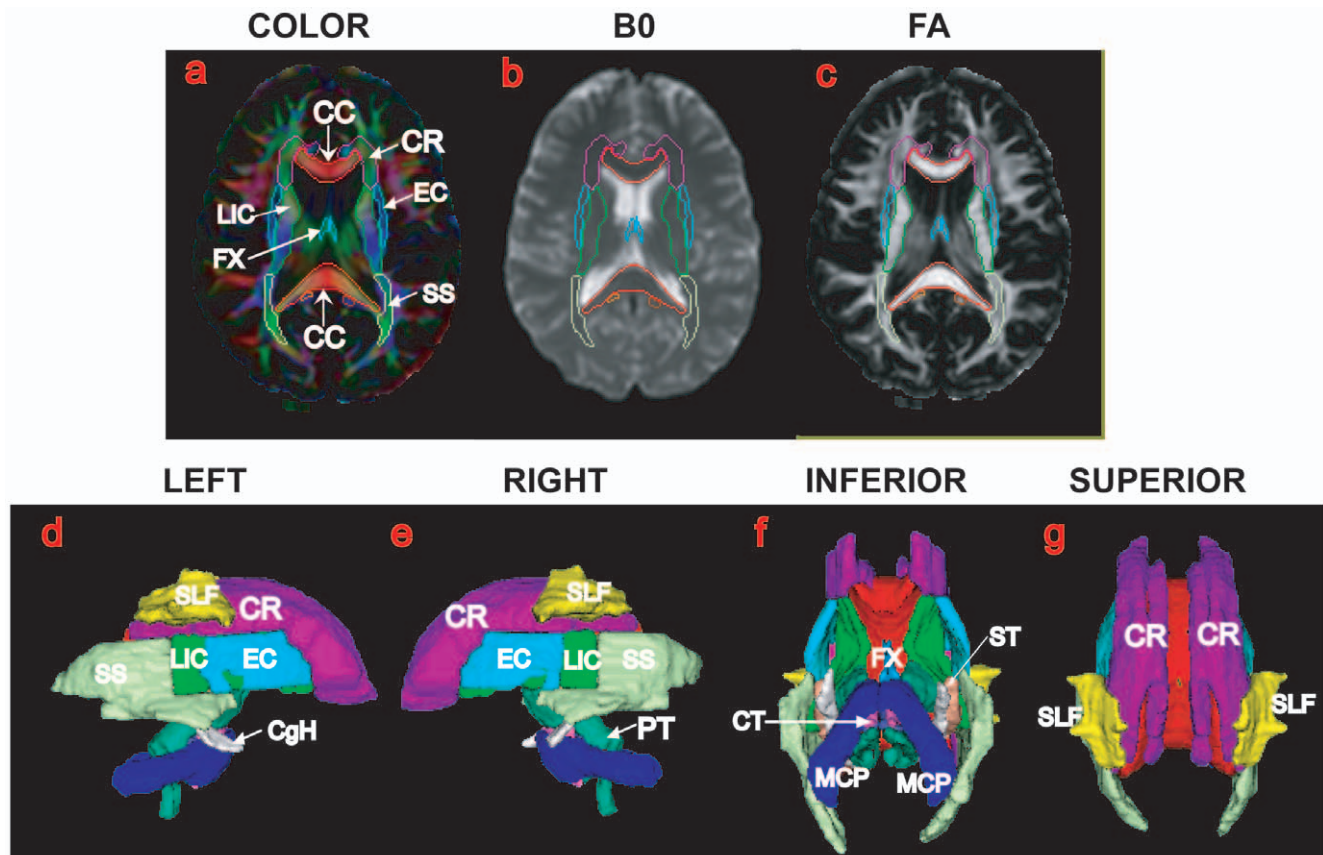 COLOR B0 FA
a b c
CC
CR
EC
LIC
FX
SS
CC
LEFT RIGHT INFERIOR SUPERIOR
d e f g
SLF CR LIC EC SS CgH
SLF CR EC LIC SS PT
ST FX CT MCP MCP
CR CR SLF SLF